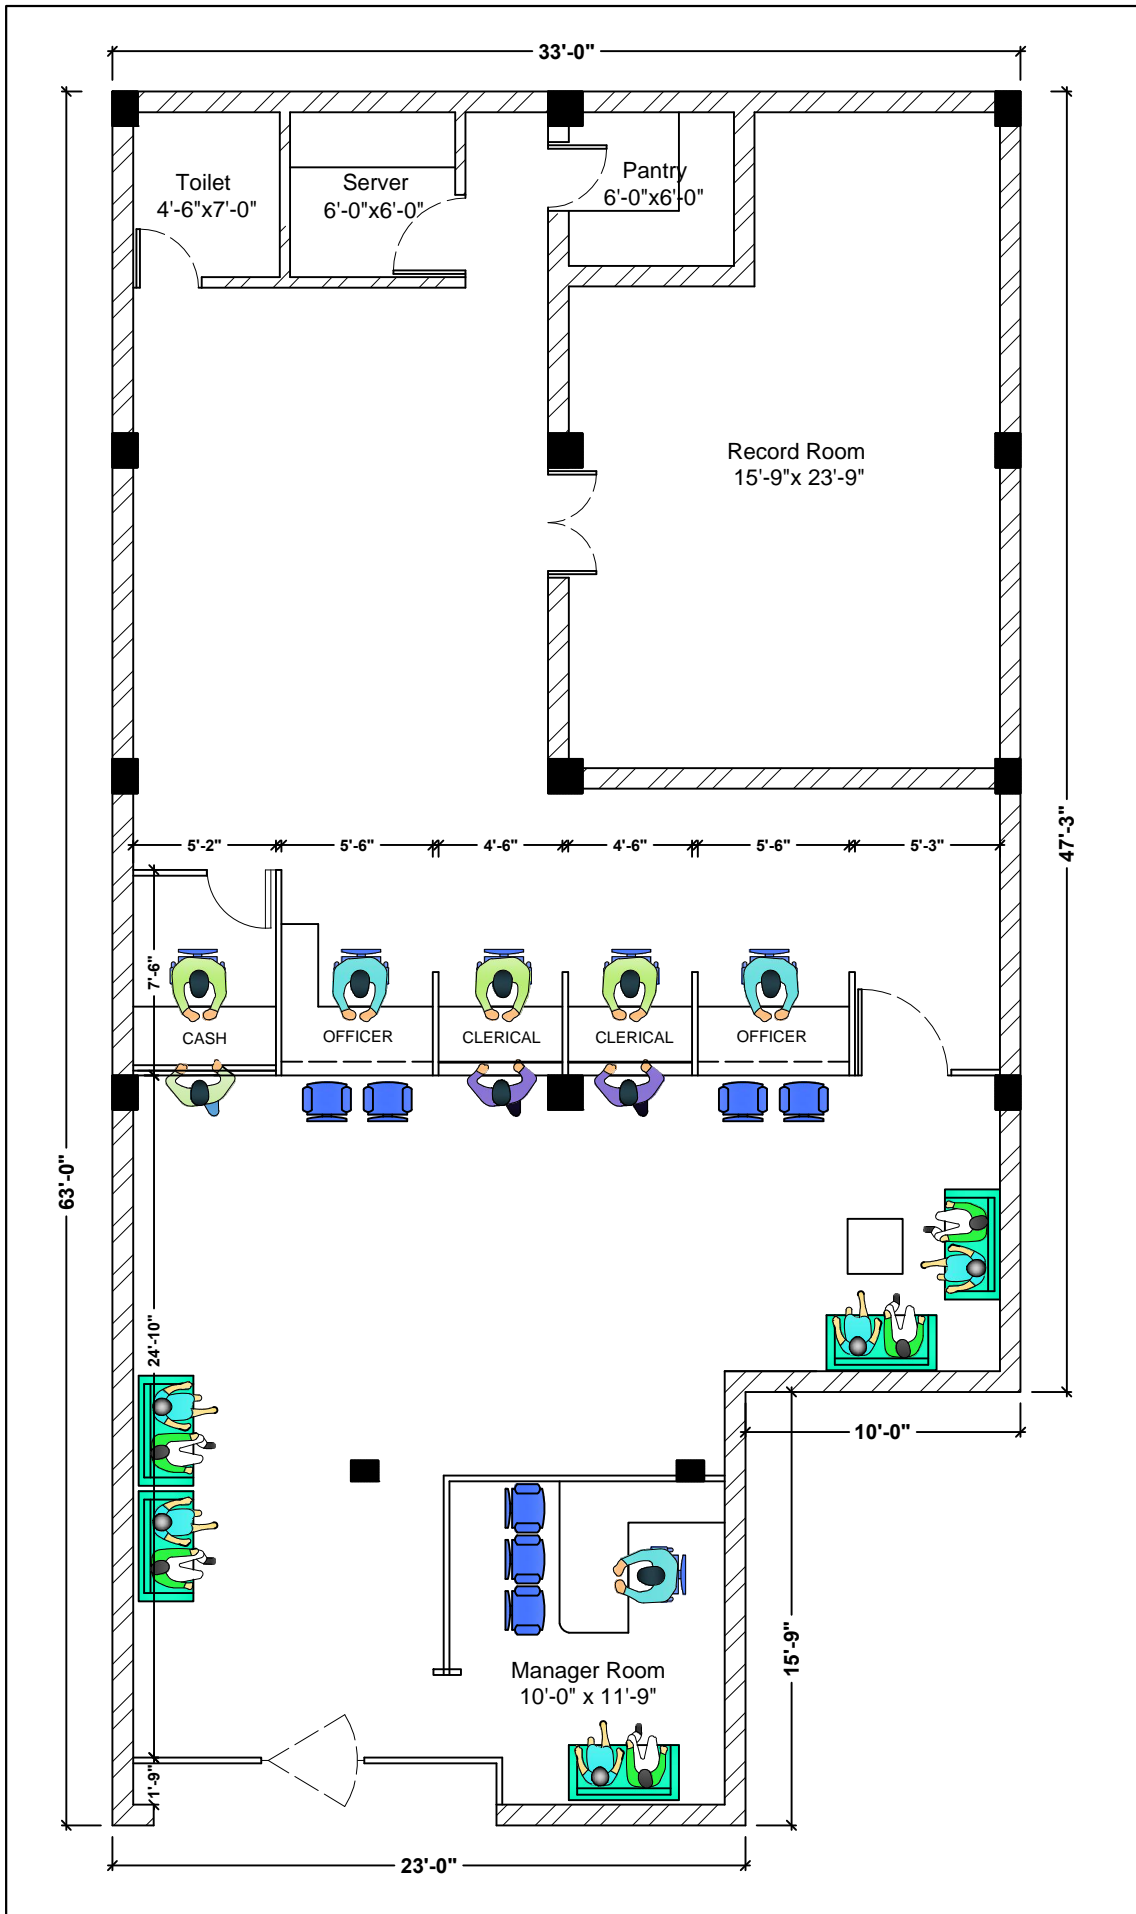 33'-0"
Toilet
4'-6"x7'-0"
Server
6'-0"x6'-0"
Pantry
6'-0"x6'-0"
Record Room
15'-9"x 23'-9"
47'-3"
5'-2"
5'-6"
4'-6"
4'-6"
5'-6"
5'-3"
7'-6"
CASH
OFFICER
CLERICAL
CLERICAL
OFFICER
63'-0"
24'-10"
10'-0"
15'-9"
Manager Room
10'-0" x 11'-9"
1'-9"
23'-0"